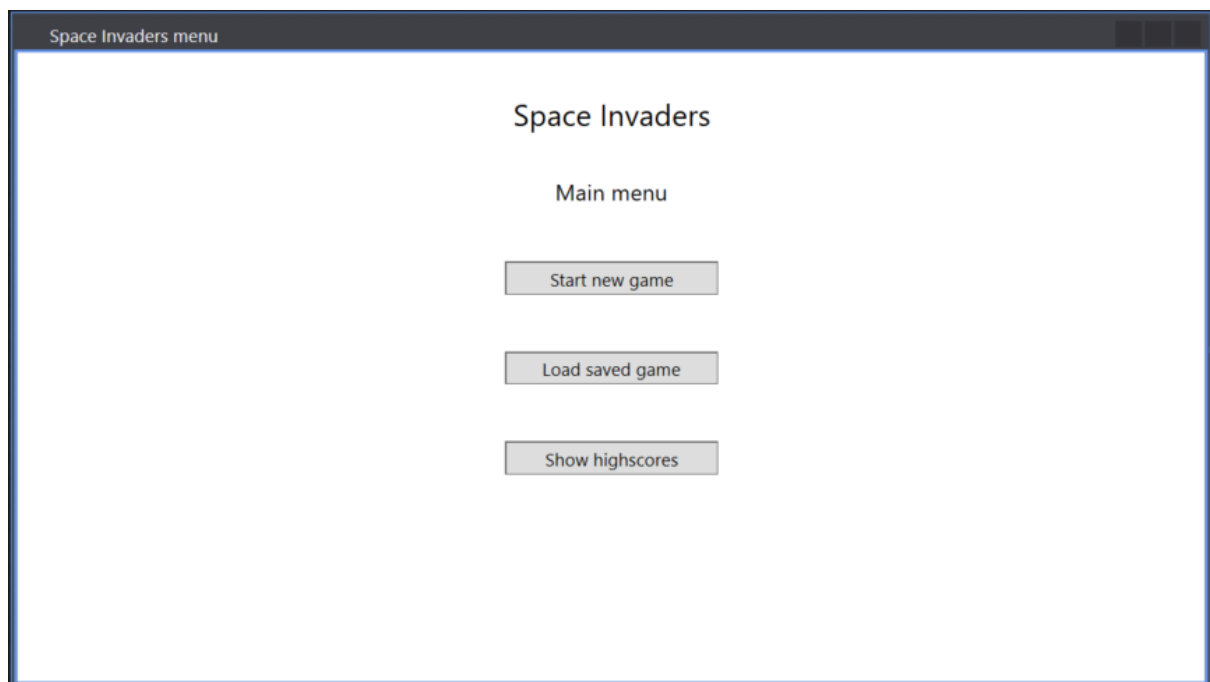 Space Invaders menu
Space Invaders
Main menu
Start new game
Load saved game
Show highscores